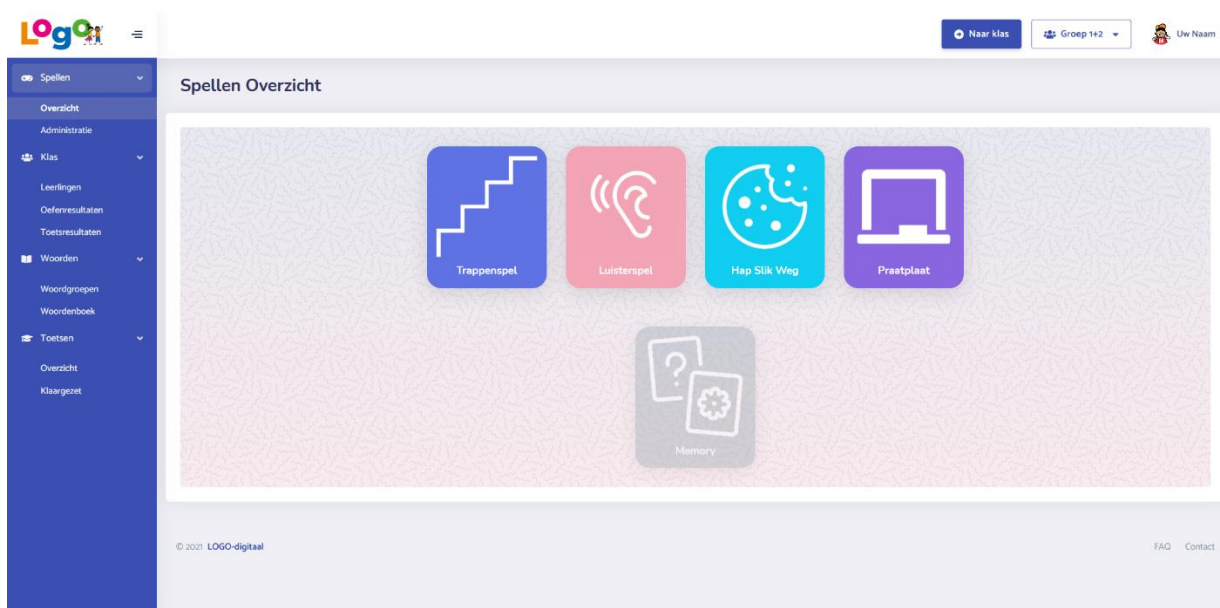 Logo
Naar klas
Groep 1+2
Uw Naam
Spellen
Overzicht
Administratie
Klas
Leerlingen
Oefenresultaten
Toetsresultaten
Woorden
Woordgroepen
Woordenboek
Toetsen
Overzicht
Klaargezet
Spellen Overzicht
Trappenspel
Luisterspel
Hap Slik Weg
Praatplaat
?
Memory
© 2021 LOGO-digitaal
FAQ Contact